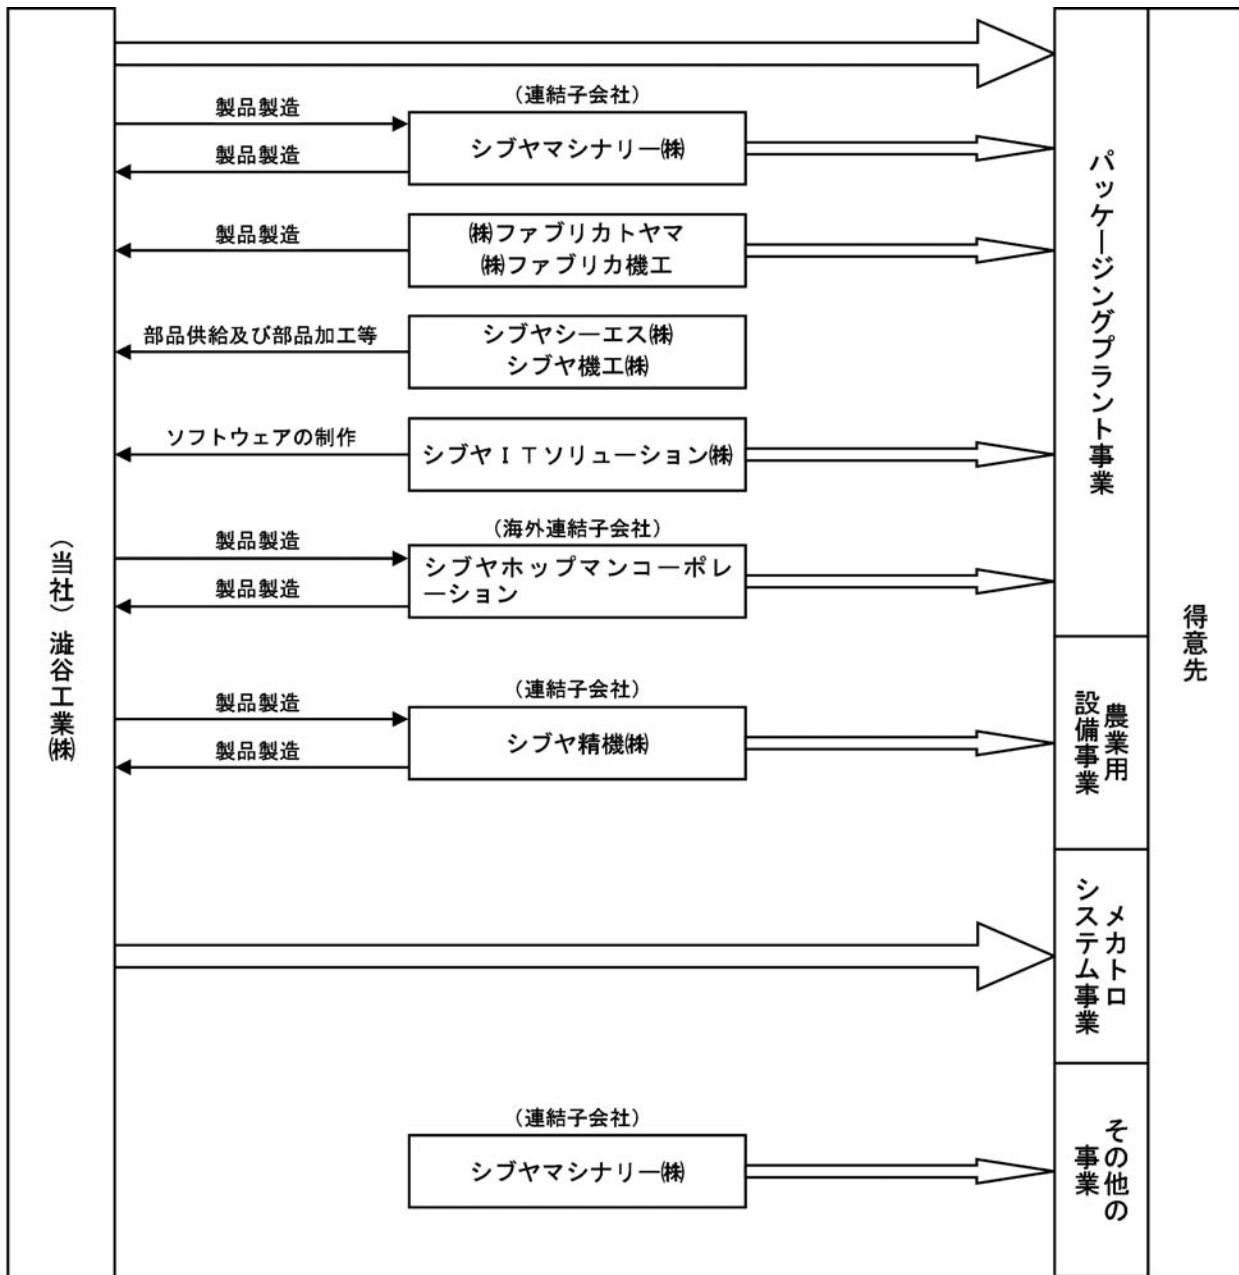 （当社）澁谷工業㈱
（連結子会社）
製品製造
シブヤマシナリー㈱
製品製造
製品製造
㈱ファブリカトヤマ
㈱ファブリカ機工
部品供給及び部品加工等
シブヤシーエス㈱
シブヤ機工㈱
ソフトウェアの制作
シブヤＩＴソリューション㈱
（海外連結子会社）
製品製造
シブヤホップマンコーポレ
ーション
製品製造
（連結子会社）
製品製造
シブヤ精機㈱
製品製造
（連結子会社）
シブヤマシナリー㈱
パッケージングプラント事業
農業用
設備事業
メカトロ
システム事業
その他の
事業
得意先